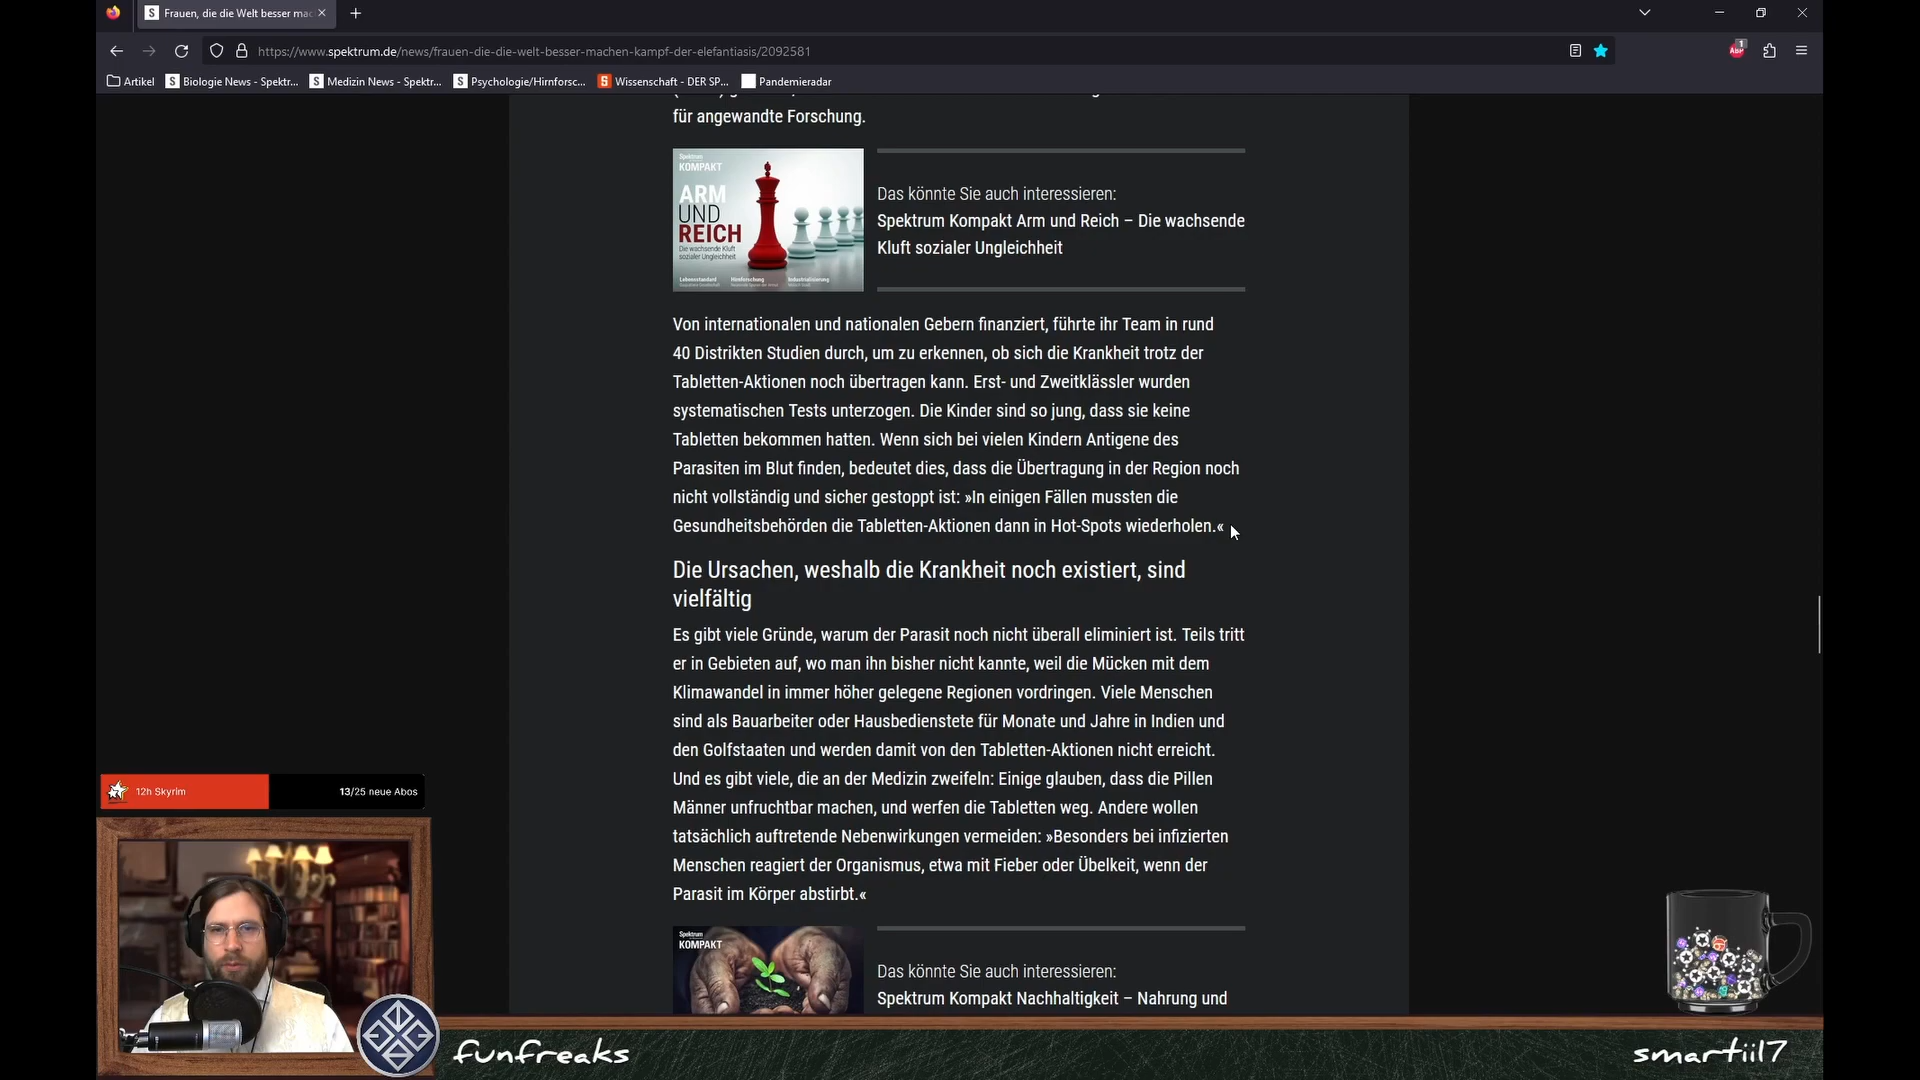 Frauen, die die Welt besser mac
https://www.spektrum.de/news/frauen-die-die-welt-besser-machen-kampf-der-elefantiasis/2092581
Artikel
Biologie News - Spektr...
Medizin News - Spektr...
Psychologie/Hirnforsc...
Wissenschaft - DER SP...
Pandemieradar
für angewandte Forschung.
Spektrum
KOMPAKT
ARM
UND
REICH
Die wachsende Kluft
sozialer Ungleichheit
Lebensstandard Hirnforschung Industrialisierung
Das könnte Sie auch interessieren:
Spektrum Kompakt Arm und Reich – Die wachsende
Kluft sozialer Ungleichheit
Von internationalen und nationalen Gebern finanziert, führte ihr Team in rund
40 Distrikten Studien durch, um zu erkennen, ob sich die Krankheit trotz der
Tabletten-Aktionen noch übertragen kann. Erst- und Zweitklässler wurden
systematischen Tests unterzogen. Die Kinder sind so jung, dass sie keine
Tabletten bekommen hatten. Wenn sich bei vielen Kindern Antigene des
Parasiten im Blut finden, bedeutet dies, dass die Übertragung in der Region noch
nicht vollständig und sicher gestoppt ist: »In einigen Fällen mussten die
Gesundheitsbehörden die Tabletten-Aktionen dann in Hot-Spots wiederholen.«
Die Ursachen, weshalb die Krankheit noch existiert, sind
vielfältig
Es gibt viele Gründe, warum der Parasit noch nicht überall eliminiert ist. Teils tritt
er in Gebieten auf, wo man ihn bisher nicht kannte, weil die Mücken mit dem
Klimawandel in immer höher gelegene Regionen vordringen. Viele Menschen
sind als Bauarbeiter oder Hausbedienstete für Monate und Jahre in Indien und
den Golfstaaten und werden damit von den Tabletten-Aktionen nicht erreicht.
Und es gibt viele, die an der Medizin zweifeln: Einige glauben, dass die Pillen
Männer unfruchtbar machen, und werfen die Tabletten weg. Andere wollen
tatsächlich auftretende Nebenwirkungen vermeiden: »Besonders bei infizierten
Menschen reagiert der Organismus, etwa mit Fieber oder Übelkeit, wenn der
Parasit im Körper abstirbt.«
Spektrum
KOMPAKT
Das könnte Sie auch interessieren:
Spektrum Kompakt Nachhaltigkeit – Nahrung und
12h Skyrim
13/25 neue Abos
funfreaks
smartiil7